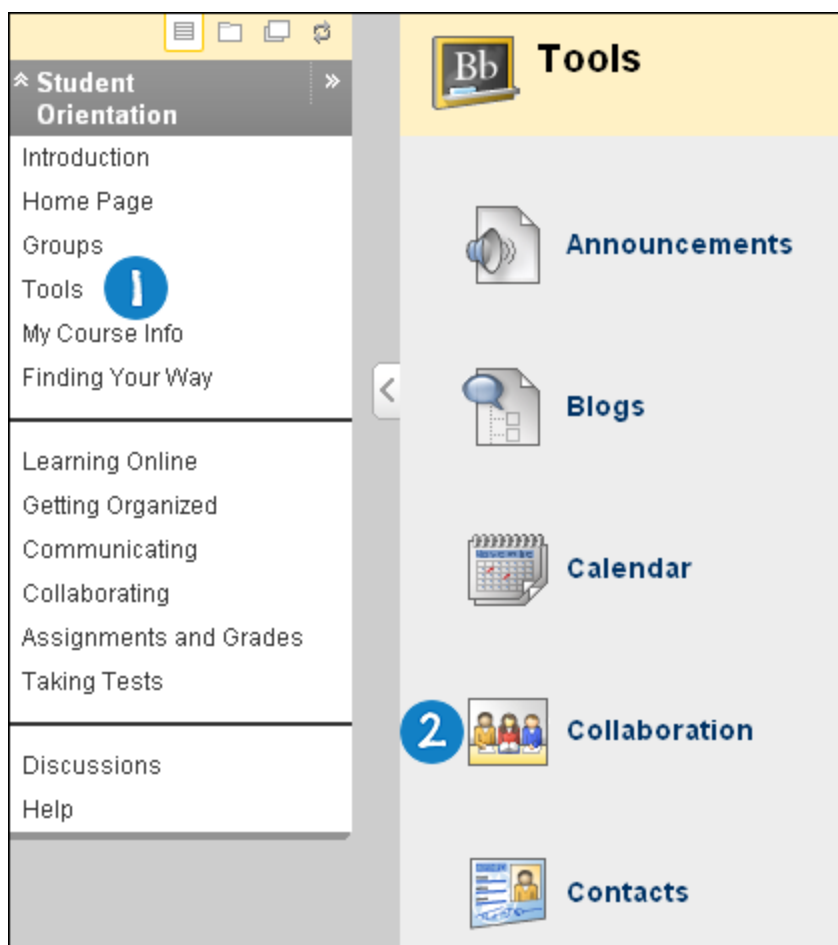 Student
Orientation
Introduction
Home Page
Groups
Tools 1
My Course Info
Finding Your Way
Learning Online
Getting Organized
Communicating
Collaborating
Assignments and Grades
Taking Tests
Discussions
Help
Bb Tools
Announcements
Blogs
Calendar
2 Collaboration
Contacts